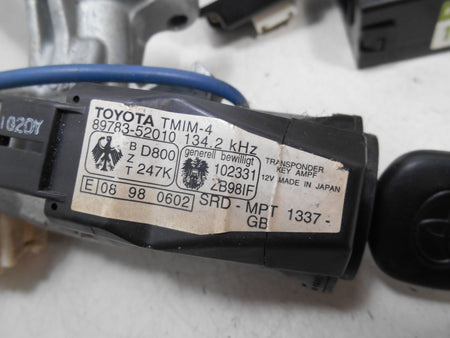 TOYOTA TMIM-4
89783-52010 134.2 kHz
B D800
Z
T 247K
generell bewilligt
102331
ZB98IF
TRANSPONDER
KEY AMPF
12V MADE IN JAPAN
E 06 98 0602
SRD - MPT 1337-
GB